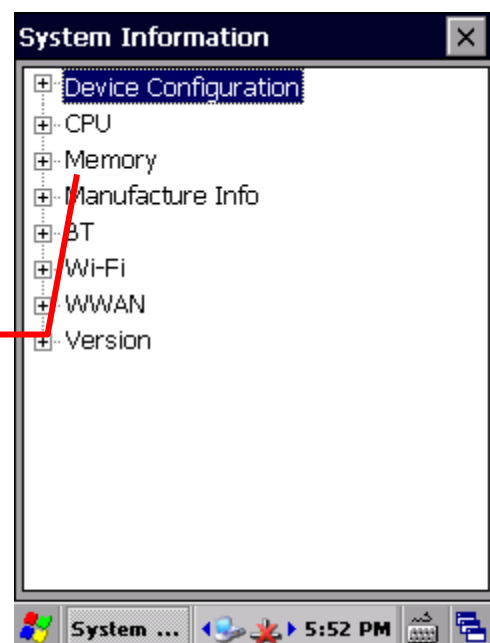 System Information
Device Configuration
CPU
Memory
Manufacture Info
BT
Wi-Fi
WWAN
Version
System ...
5:52 PM